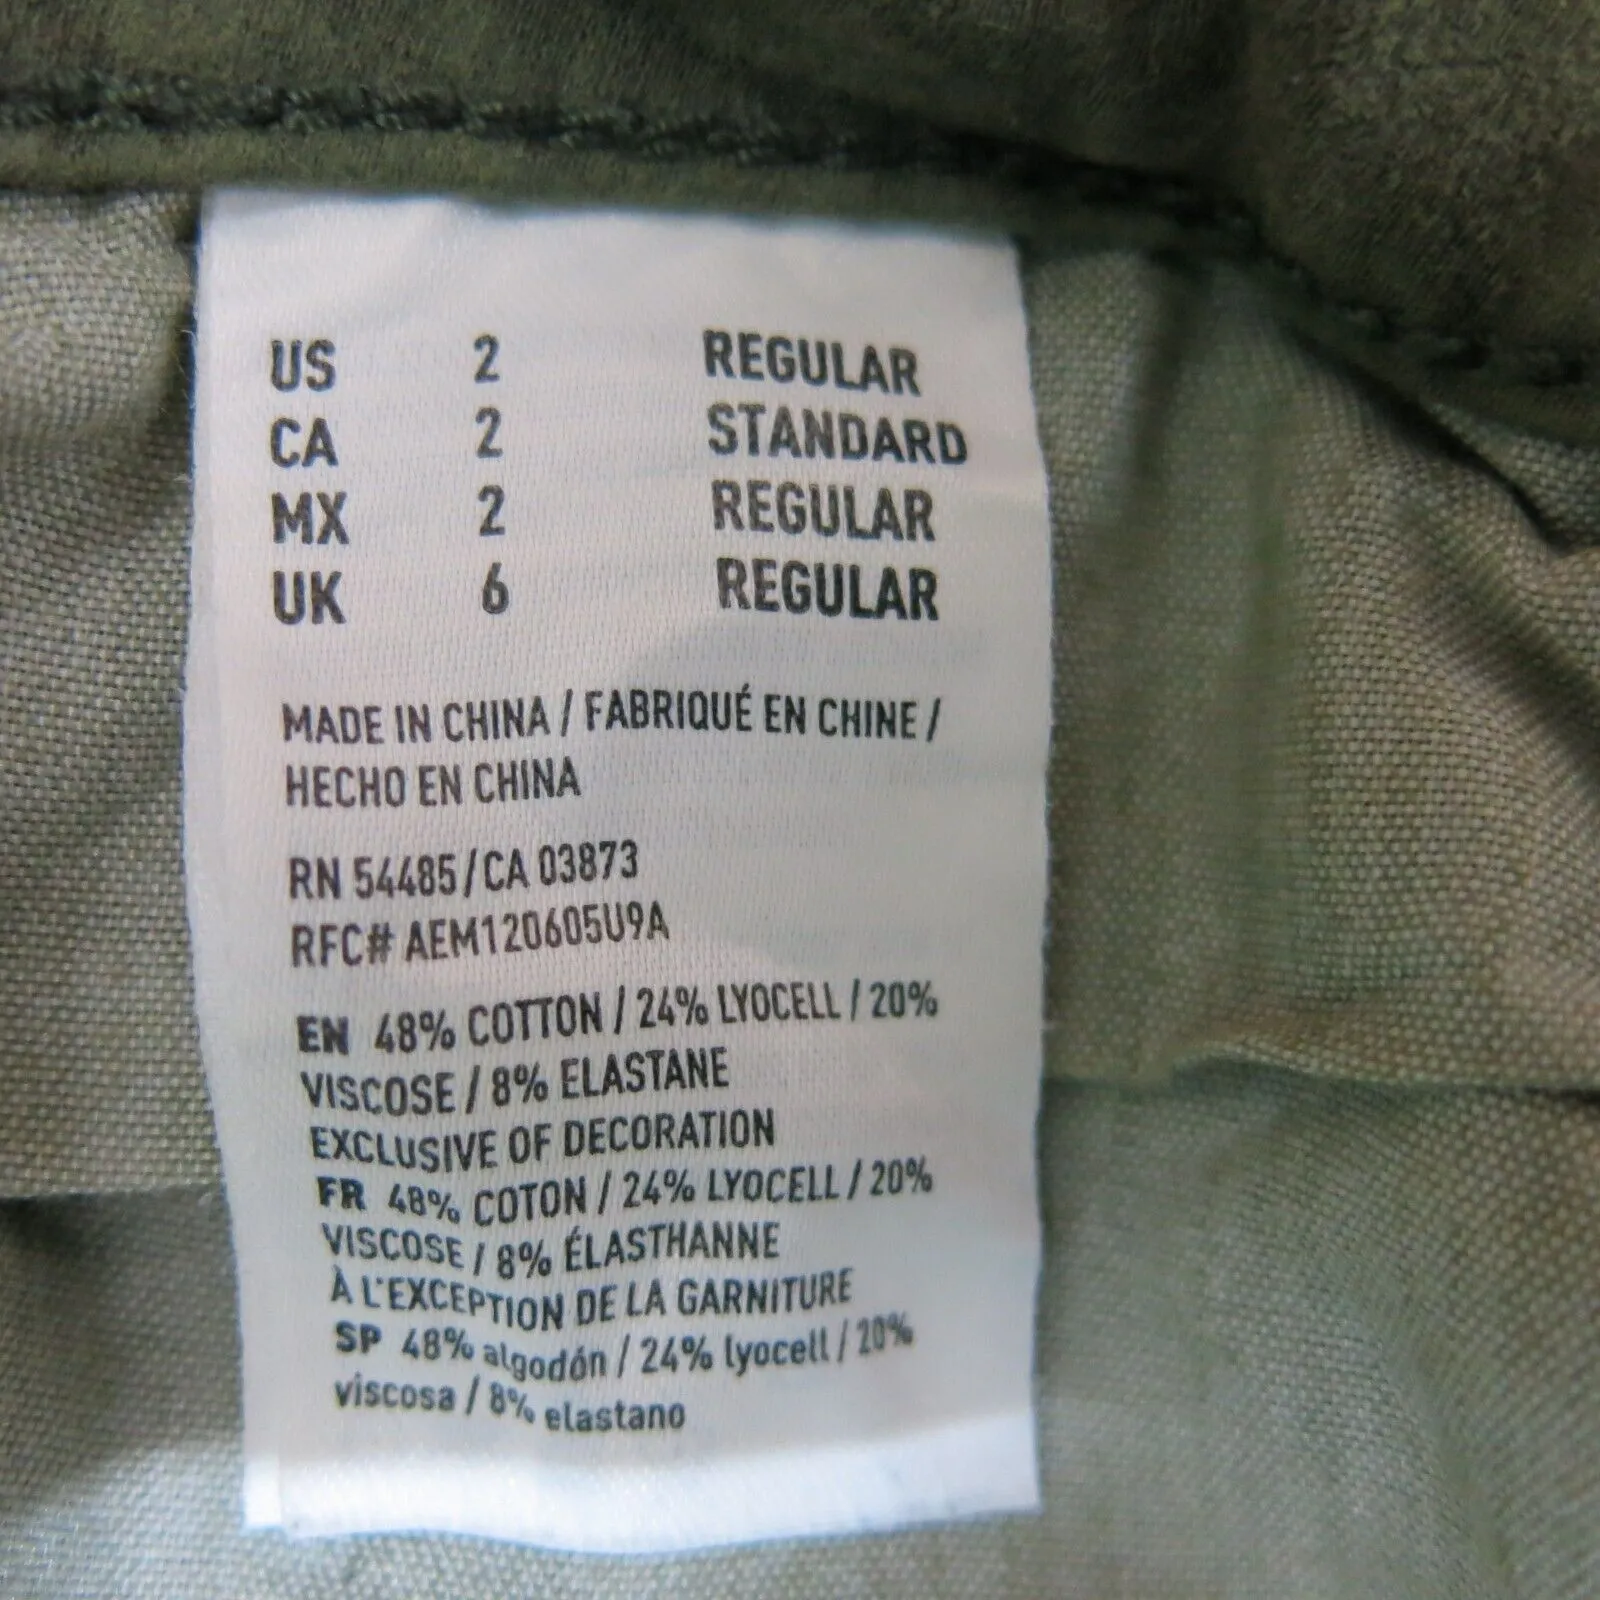 US 2 REGULAR
CA 2 STANDARD
MX 2 REGULAR
UK 6 REGULAR
MADE IN CHINA / FABRIQUÉ EN CHINE /
HECHO EN CHINA
RN 54485/CA 03873
RFC# AEM120605U9A
EN 48% COTTON / 24% LYOCELL / 20%
VISCOSE / 8% ELASTANE
EXCLUSIVE OF DECORATION
FR 48% COTON / 24% LYOCELL / 20%
VISCOSE / 8% ÉLASTHANNE
À L'EXCEPTION DE LA GARNITURE
SP 48% algodón / 24% lyocell / 20%
viscosa / 8% elastano